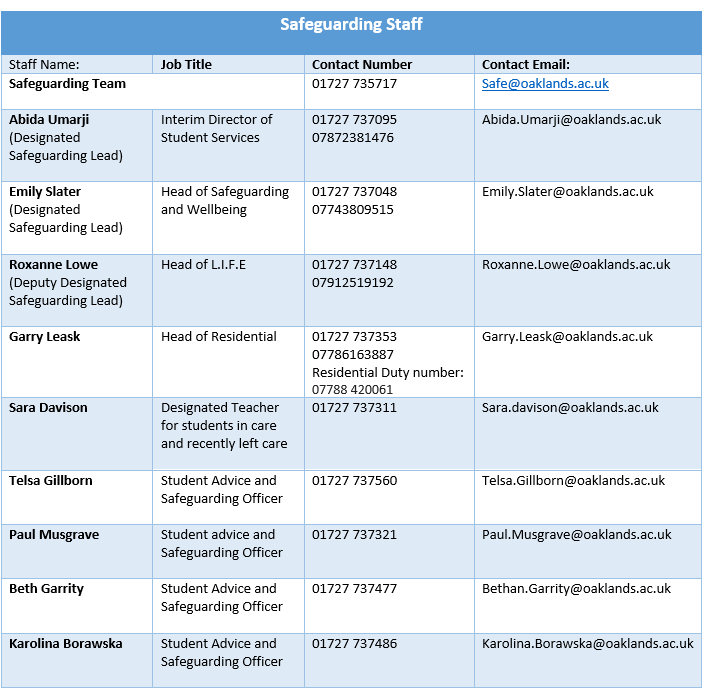 Safeguarding Staff
Staff Name: Job Title Contact Number Contact Email:
Safeguarding Team 01727 735717 Safe@oaklands.ac.uk
Abida Umarji Interim Director of 01727 737095 Abida.Umarji@oaklands.ac.uk
(Designated Student Services 07872381476
Safeguarding Lead)
Emily Slater Head of Safeguarding 01727 737048 Emily.Slater@oaklands.ac.uk
(Designated and Wellbeing 07743809515
Safeguarding Lead)
Roxanne Lowe Head of L.I.F.E 01727 737148 Roxanne.Lowe@oaklands.ac.uk
(Deputy Designated 07912519192
Safeguarding Lead)
Garry Leask Head of Residential 01727 737353 Garry.Leask@oaklands.ac.uk
07786163887
Residential Duty number:
07788 420061
Sara Davison Designated Teacher 01727 737311 Sara.davison@oaklands.ac.uk
for students in care
and recently left care
Telsa Gillborn Student Advice and 01727 737560 Telsa.Gillborn@oaklands.ac.uk
Safeguarding Officer
Paul Musgrave Student advice and 01727 737321 Paul.Musgrave@oaklands.ac.uk
Safeguarding Officer
Beth Garrity Student Advice and 01727 737477 Bethan.Garrity@oaklands.ac.uk
Safeguarding Officer
Karolina Borawska Student Advice and 01727 737486 Karolina.Borawska@oaklands.ac.uk
Safeguarding Officer